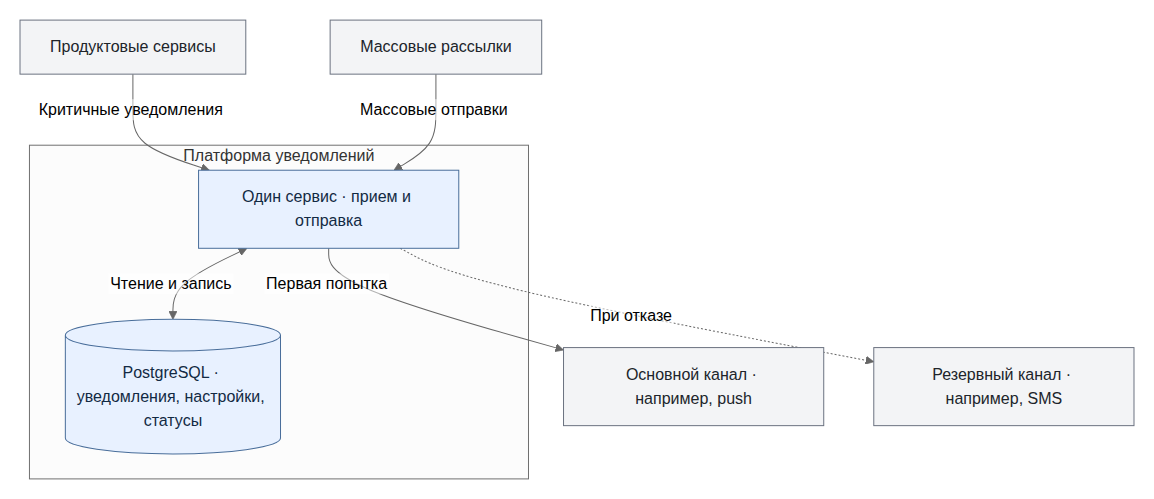 Продуктовые сервисы
Массовые рассылки
Критичные уведомления
Массовые отправки
Платформа уведомлений
Один сервис · прием и
отправка
Чтение и запись
Первая попытка
При отказе
PostgreSQL ·
уведомления, настройки,
статусы
Основной канал ·
например, push
Резервный канал ·
например, SMS